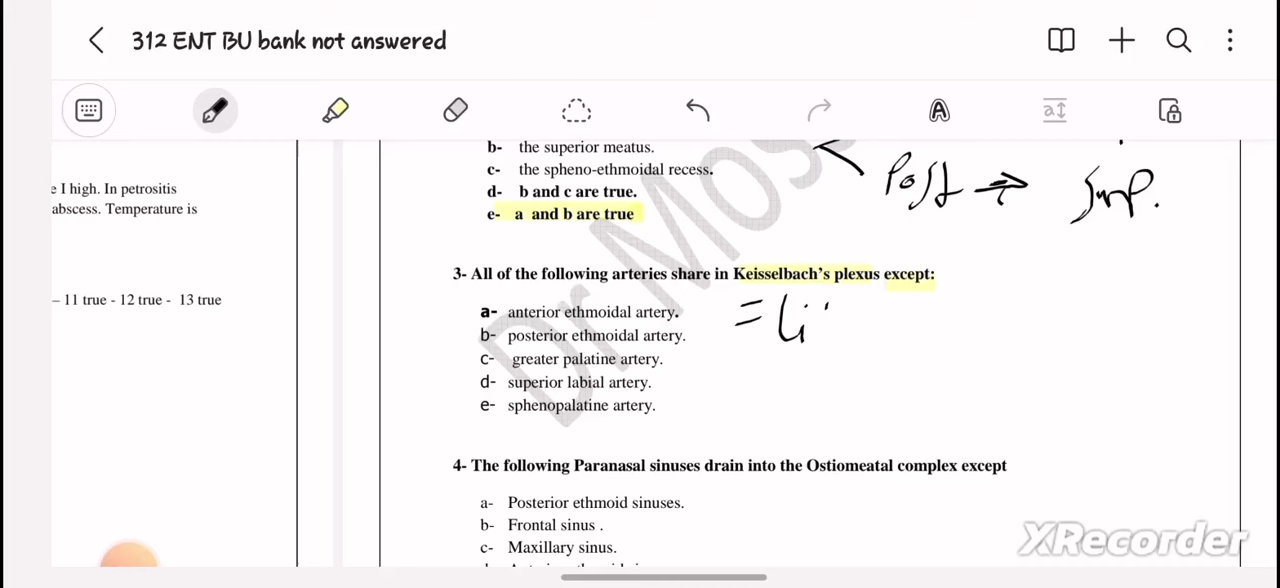 312 ENT BU bank not answered
e I high. In petrositis
abscess. Temperature is
– 11 true - 12 true -  13 true
b- the superior meatus.
c- the spheno-ethmoidal recess.
d- b and c are true.
e- a and b are true
Post ⇒ Sup.
3- All of the following arteries share in Keisselbach's plexus except:
a- anterior ethmoidal artery.
b- posterior ethmoidal artery.
c- greater palatine artery.
d- superior labial artery.
e- sphenopalatine artery.
= Li
4- The following Paranasal sinuses drain into the Ostiomeatal complex except
a- Posterior ethmoid sinuses.
b- Frontal sinus .
c- Maxillary sinus.
Dr Mos
XRecorder